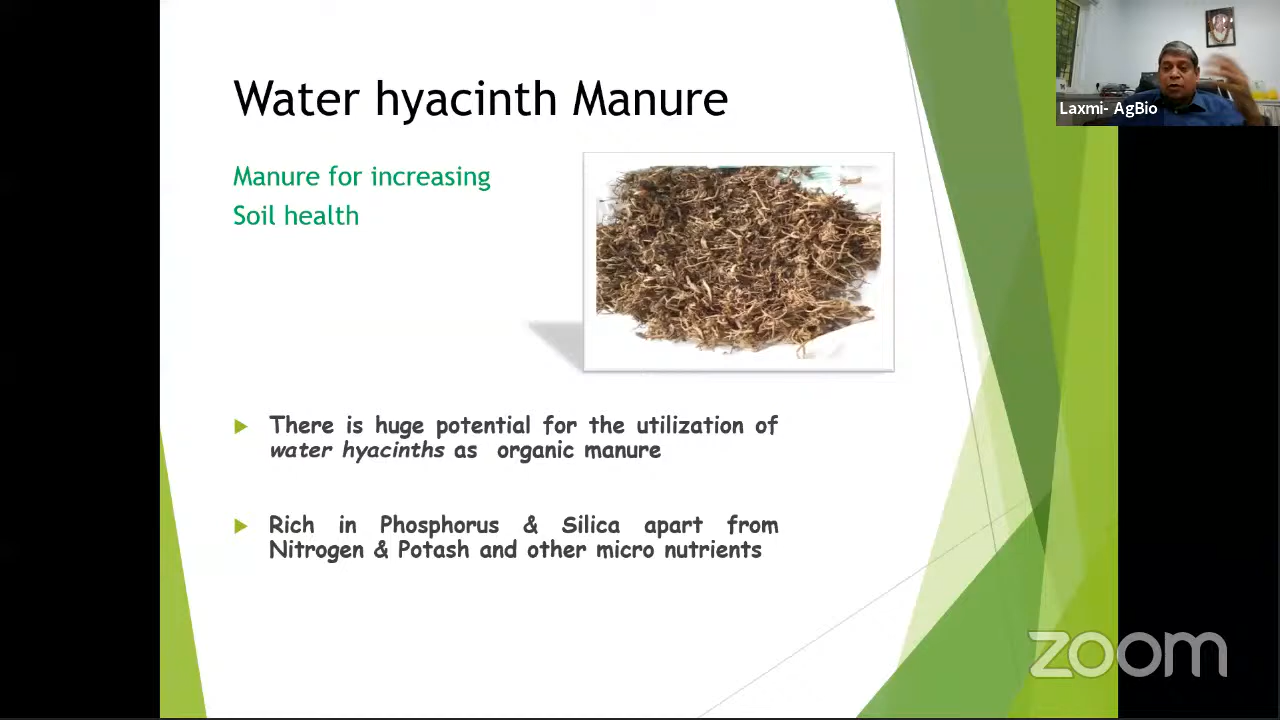 Water hyacinth Manure
Laxmi- AgBio
Manure for increasing
Soil health
There is huge potential for the utilization of
water hyacinths as organic manure
Rich in Phosphorus & Silica apart from
Nitrogen & Potash and other micro nutrients
zoom